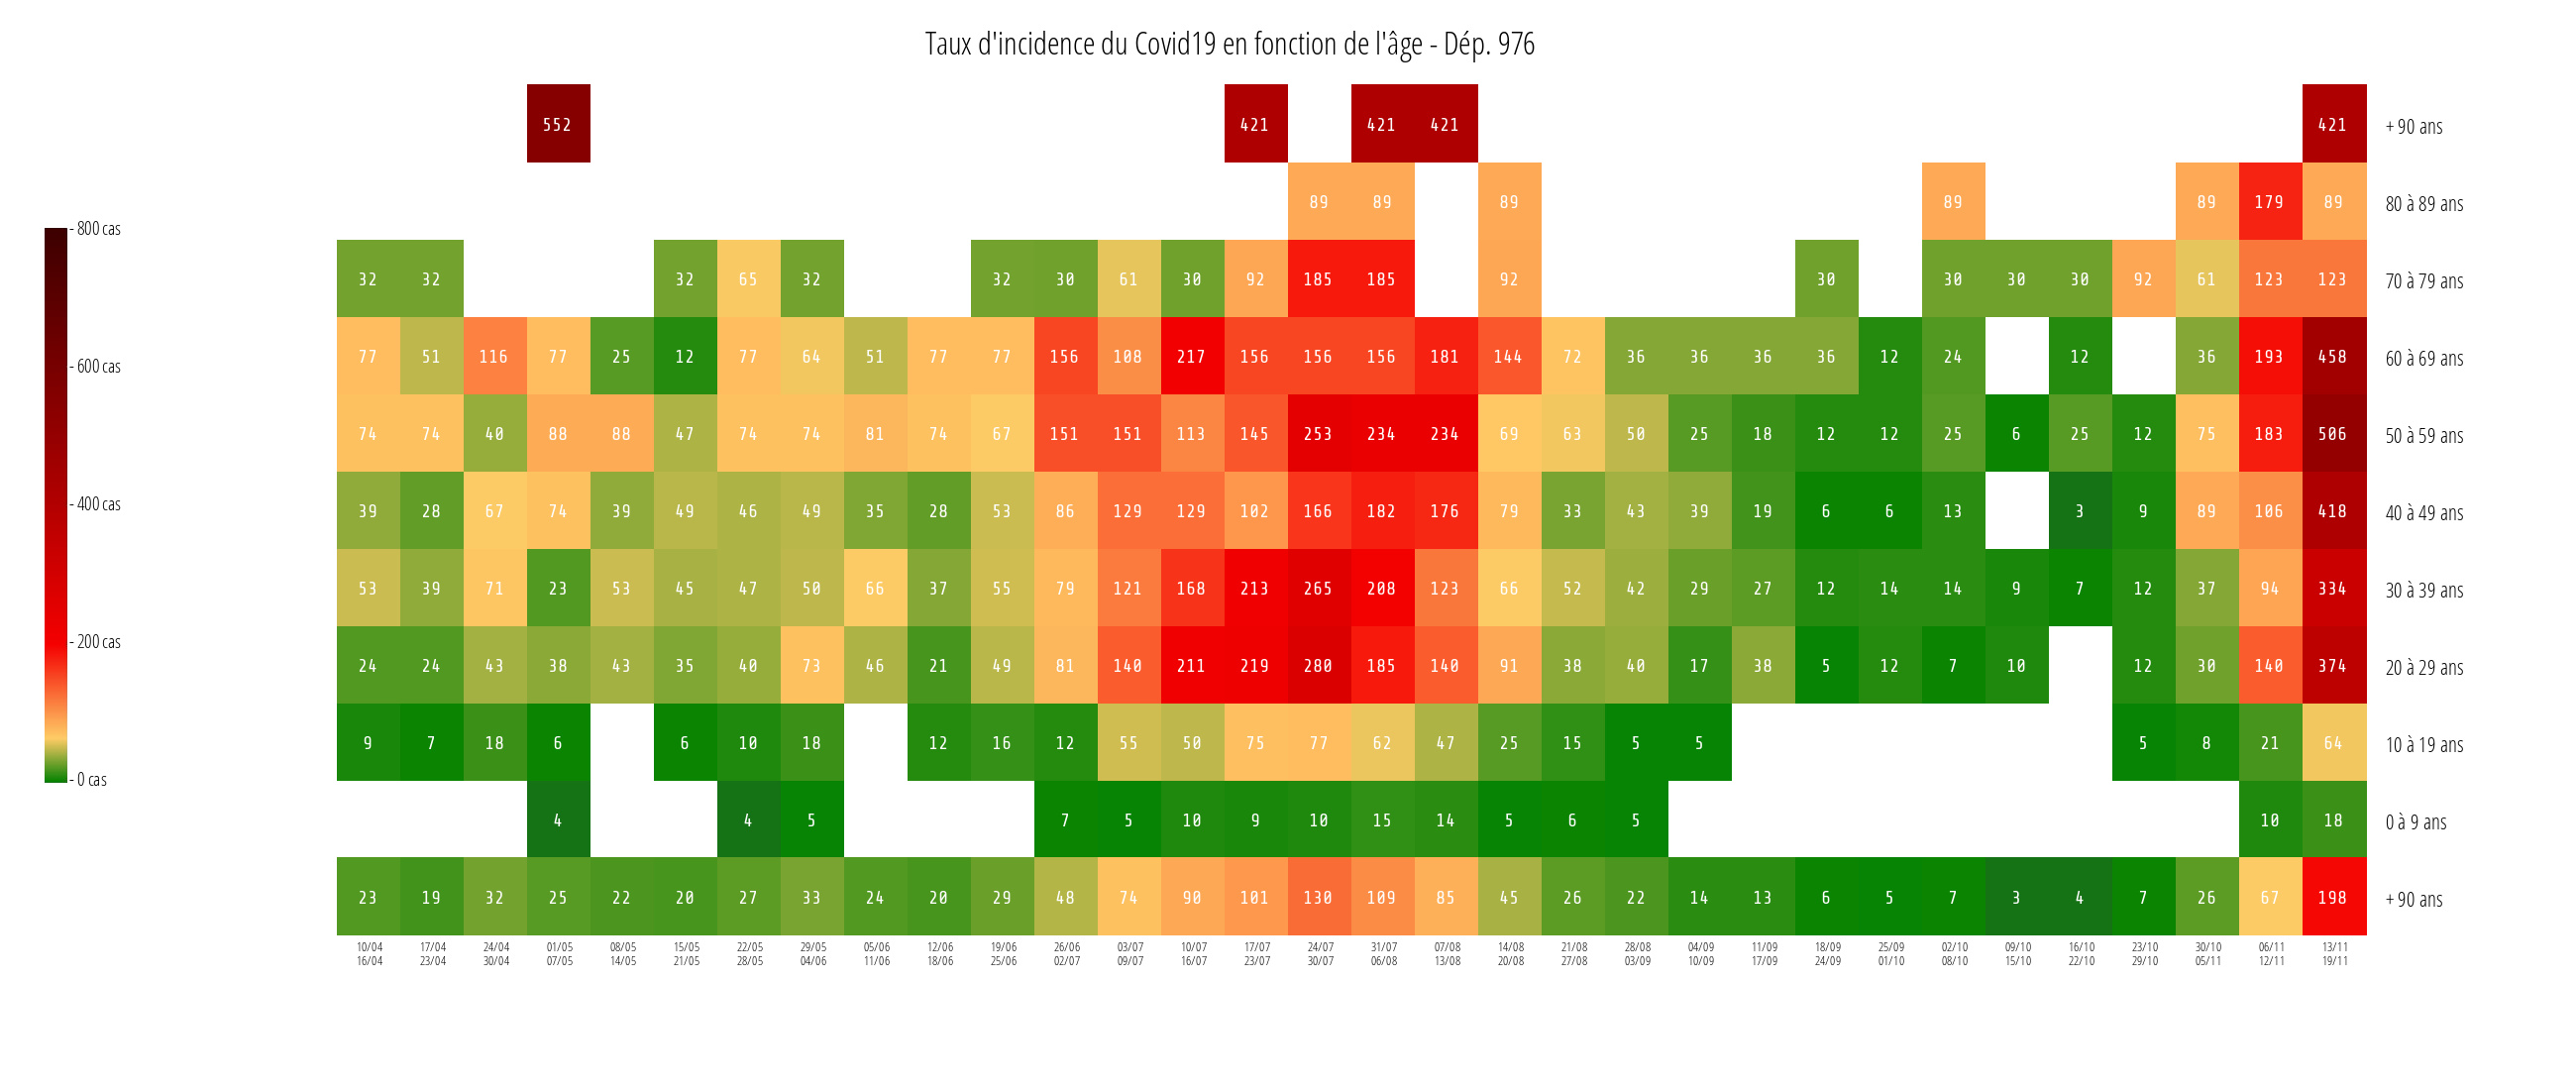 Taux d'incidence du Covid19 en fonction de l'âge - Dép. 976
- 800 cas
- 600 cas
- 400 cas
- 200 cas
- 0 cas
552 421 421 421 421 + 90 ans
89 89 89 89 89 179 89 80 à 89 ans
32 32 32 65 32 32 30 61 30 92 185 185 92 30 30 30 30 92 61 123 123 70 à 79 ans
77 51 116 77 25 12 77 64 51 77 77 156 108 217 156 156 156 181 144 72 36 36 36 36 12 24 12 36 193 458 60 à 69 ans
74 74 40 88 88 47 74 74 81 74 67 151 151 113 145 253 234 234 69 63 50 25 18 12 12 25 6 25 12 75 183 506 50 à 59 ans
39 28 67 74 39 49 46 49 35 28 53 86 129 129 102 166 182 176 79 33 43 39 19 6 6 13 3 9 89 106 418 40 à 49 ans
53 39 71 23 53 45 47 50 66 37 55 79 121 168 213 265 208 123 66 52 42 29 27 12 14 14 9 7 12 37 94 334 30 à 39 ans
24 24 43 38 43 35 40 73 46 21 49 81 140 211 219 280 185 140 91 38 40 17 38 5 12 7 10 12 30 140 374 20 à 29 ans
9 7 18 6 6 10 18 12 16 12 55 50 75 77 62 47 25 15 5 5 5 8 21 64 10 à 19 ans
4 4 5 7 5 10 9 10 15 14 5 6 5 10 18 0 à 9 ans
23 19 32 25 22 20 27 33 24 20 29 48 74 90 101 130 109 85 45 26 22 14 13 6 5 7 3 4 7 26 67 198 + 90 ans
10/04 17/04 24/04 01/05 08/05 15/05 22/05 29/05 05/06 12/06 19/06 26/06 03/07 10/07 17/07 24/07 31/07 07/08 14/08 21/08 28/08 04/09 11/09 18/09 25/09 02/10 09/10 16/10 23/10 30/10 06/11 13/11
16/04 23/04 30/04 07/05 14/05 21/05 28/05 04/06 11/06 18/06 25/06 02/07 09/07 16/07 23/07 30/07 06/08 13/08 20/08 27/08 03/09 10/09 17/09 24/09 01/10 08/10 15/10 22/10 29/10 05/11 12/11 19/11